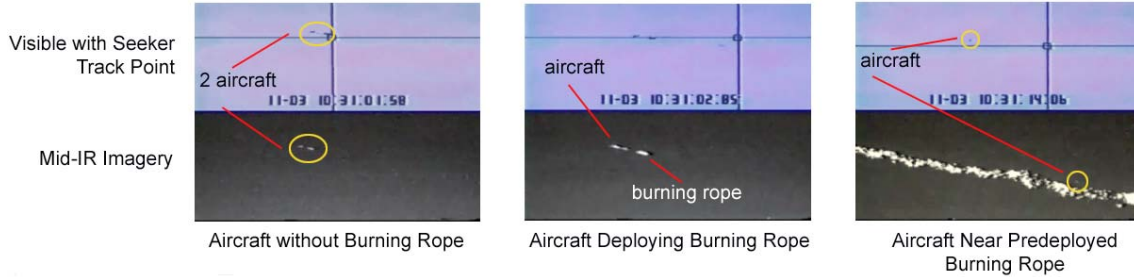 Visible with Seeker
Track Point
2 aircraft
11-03 10:31:01:58
aircraft
11-03 10:31:02:85
aircraft
11-03 10:31:14:06
Mid-IR Imagery
burning rope
Aircraft without Burning Rope
Aircraft Deploying Burning Rope
Aircraft Near Predeployed
Burning Rope